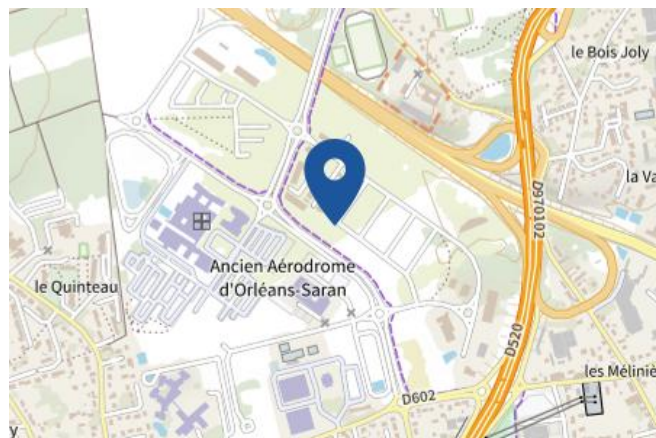 le Bois Joly
la Va
D970102
Ancien Aérodrome
d'Orléans-Saran
le Quinteau
D520
les Mélini
D602
y